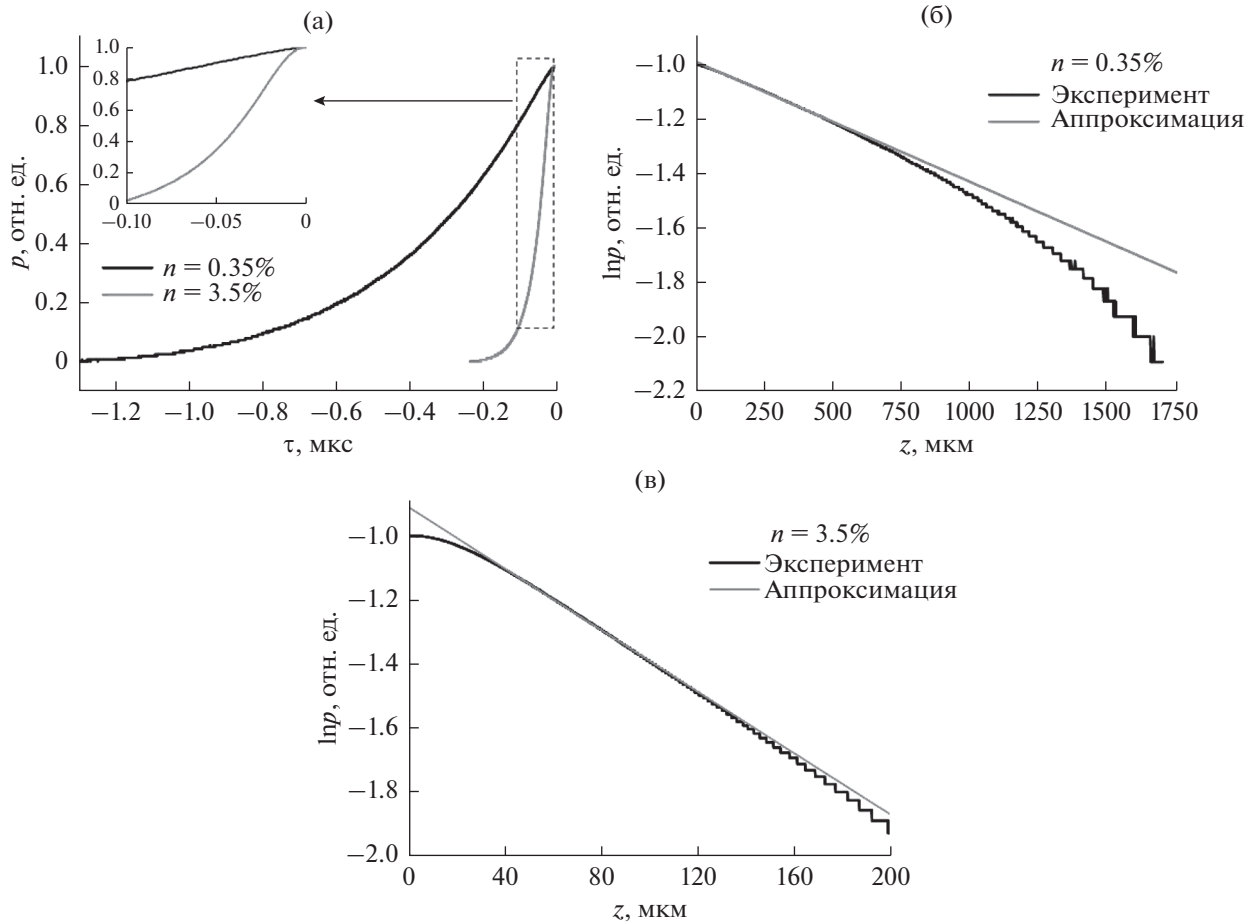 (а)
1.0
0.8
0.6
0.4
0.2
0
−0.10
−0.05
0
1.0
0.8
0.6
0.4
0.2
0
p, отн. ед.
n = 0.35%
n = 3.5%
−1.2
−1.0
−0.8
−0.6
−0.4
−0.2
0
τ, мкс
(б)
n = 0.35%
Эксперимент
Аппроксимация
−1.0
−1.2
−1.4
−1.6
−1.8
−2.0
−2.2
lnp, отн. ед.
0
250
500
750
1000
1250
1500
1750
z, мкм
(в)
n = 3.5%
Эксперимент
Аппроксимация
−1.0
−1.2
−1.4
−1.6
−1.8
−2.0
lnp, отн. ед.
0
40
80
120
160
200
z, мкм